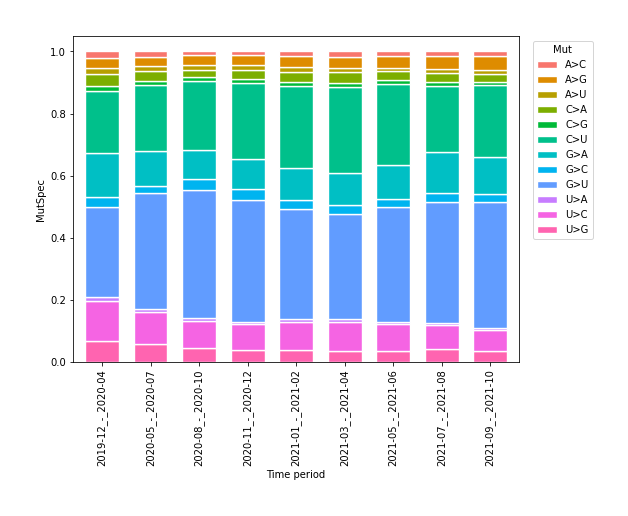 Mut
A>C
A>G
A>U
C>A
C>G
C>U
G>A
G>C
G>U
U>A
U>C
U>G
MutSpec
1.0
0.8
0.6
0.4
0.2
0.0
2019-12_-_2020-04
2020-05_-_2020-07
2020-08_-_2020-10
2020-11_-_2020-12
2021-01_-_2021-02
2021-03_-_2021-04
2021-05_-_2021-06
2021-07_-_2021-08
2021-09_-_2021-10
Time period